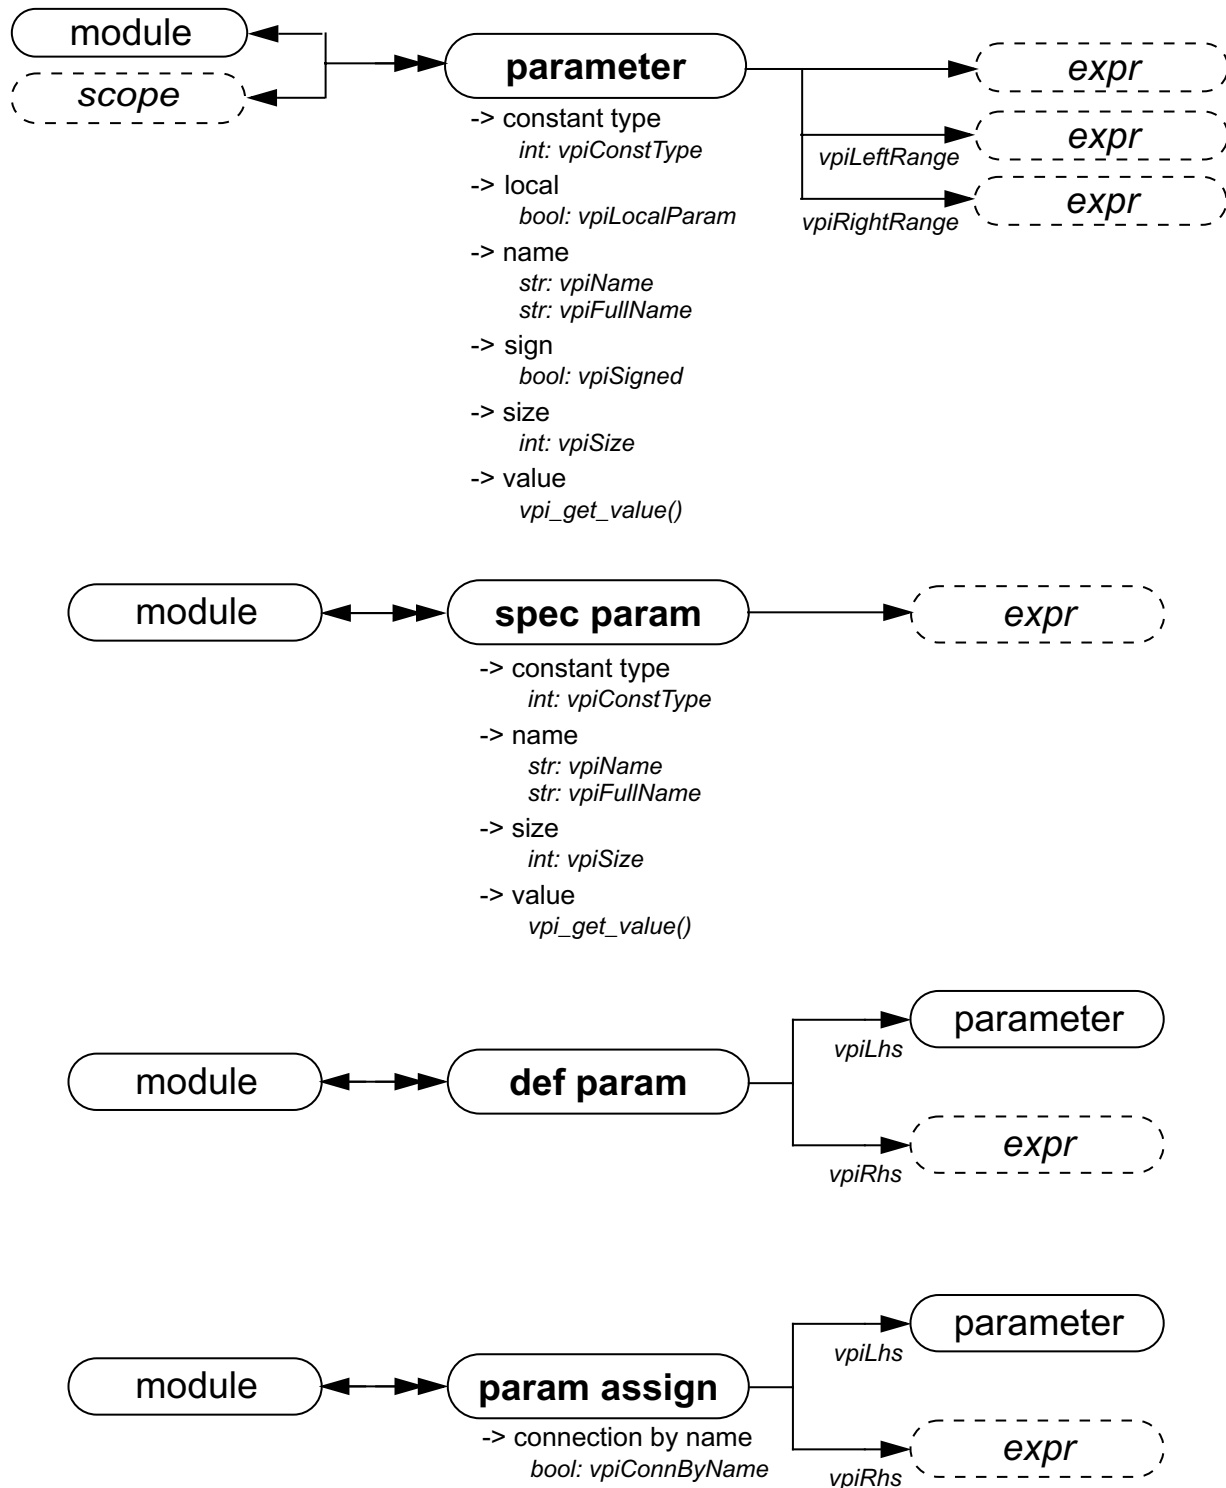 module
scope
parameter
expr
expr
vpiLeftRange
expr
vpiRightRange
-> constant type
int: vpiConstType
-> local
bool: vpiLocalParam
-> name
str: vpiName
str: vpiFullName
-> sign
bool: vpiSigned
-> size
int: vpiSize
-> value
vpi_get_value()
module
spec param
expr
-> constant type
int: vpiConstType
-> name
str: vpiName
str: vpiFullName
-> size
int: vpiSize
-> value
vpi_get_value()
module
def param
parameter
vpiLhs
expr
vpiRhs
module
param assign
parameter
vpiLhs
expr
vpiRhs
-> connection by name
bool: vpiConnByName